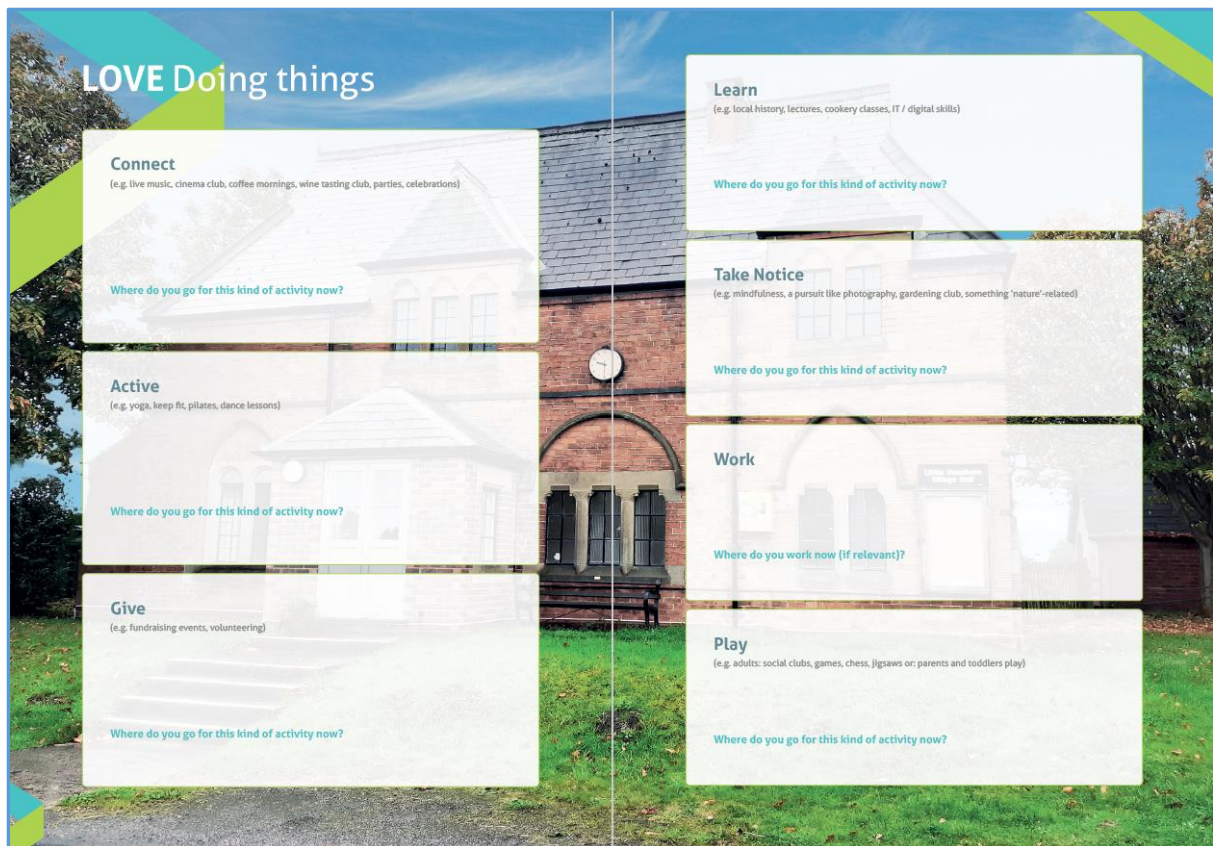 LOVE Doing things
Connect
(e.g. live music, cinema club, coffee mornings, wine tasting club, parties, celebrations)
Where do you go for this kind of activity now?
Active
(e.g. yoga, keep fit, pilates, dance lessons)
Where do you go for this kind of activity now?
Give
(e.g. fundraising events, volunteering)
Where do you go for this kind of activity now?
Learn
(e.g. local history, lectures, cookery classes, IT / digital skills)
Where do you go for this kind of activity now?
Take Notice
(e.g. mindfulness, a pursuit like photography, gardening club, something 'nature'-related)
Where do you go for this kind of activity now?
Work
Where do you work now (if relevant)?
Play
(e.g. adults: social clubs, games, chess, jigsaws or: parents and toddlers play)
Where do you go for this kind of activity now?
Village Hall